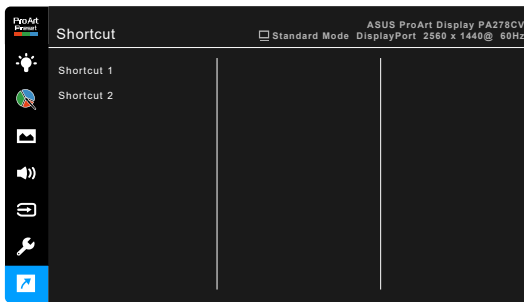 ProArt
Preset
Shortcut
ASUS ProArt Display PA278CV
Standard Mode DisplayPort 2560 x 1440@ 60Hz
Shortcut 1
Shortcut 2